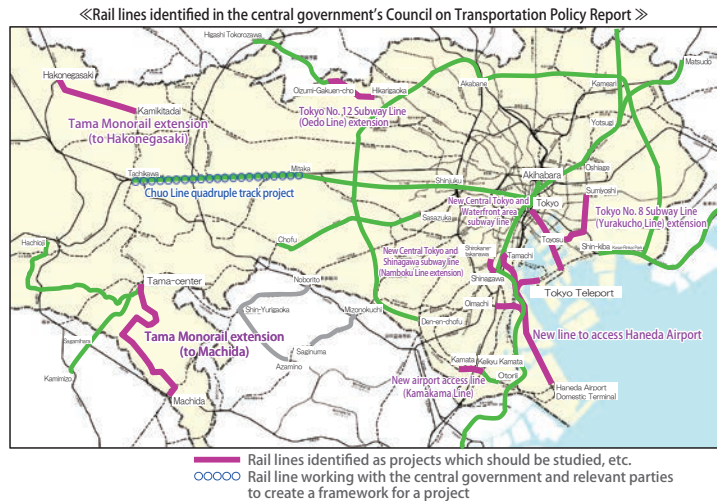 ≪Rail lines identified in the central government's Council on Transportation Policy Report ≫
Higashi Tokorozawa
Matsudo
Hakonegasaki
Oizumi-Gakuen-cho
Hikarigaoka
Akabane
Kameari
Kamikitadai
Tama Monorail extension
(to Hakonegasaki)
Tokyo No. 12 Subway Line
(Oedo Line) extension
Yotsugi
Tachikawa
Mitaka
Chuo Line quadruple track project
Shinjuku
Akihabara
Oshiage
Tokyo
Sumiyoshi
New Central Tokyo and
Waterfront area
subway line
Sasazuka
Tokyo No. 8 Subway Line
(Yurakucho Line) extension
Toyosu
Hachioji
Chofu
New Central Tokyo and
Shinagawa subway line
(Namboku Line extension)
Shirokane-
takanawa
Tamachi
Shin-kiba
Tama-center
Shinagawa
Noborito
Tokyo Teleport
Shin-Yurigaoka
Mizonokuchi
Oimachi
Tama Monorail extension
(to Machida)
Den-en-chofu
New line to access Haneda Airport
Sagamihara
Saginuma
Azamino
Kamimizo
Kamata
Keikyu Kamata
New airport access line
(Kamakama Line)
Otorii
Machida
Haneda Airport
Domestic Terminal
Rail lines identified as projects which should be studied, etc.
Rail line working with the central government and relevant parties
to create a framework for a project